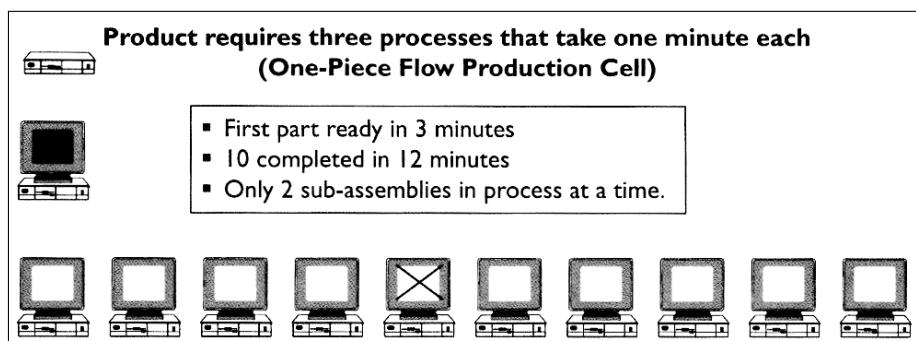 Product requires three processes that take one minute each
(One-Piece Flow Production Cell)
▪ First part ready in 3 minutes
▪ 10 completed in 12 minutes
▪ Only 2 sub-assemblies in process at a time.